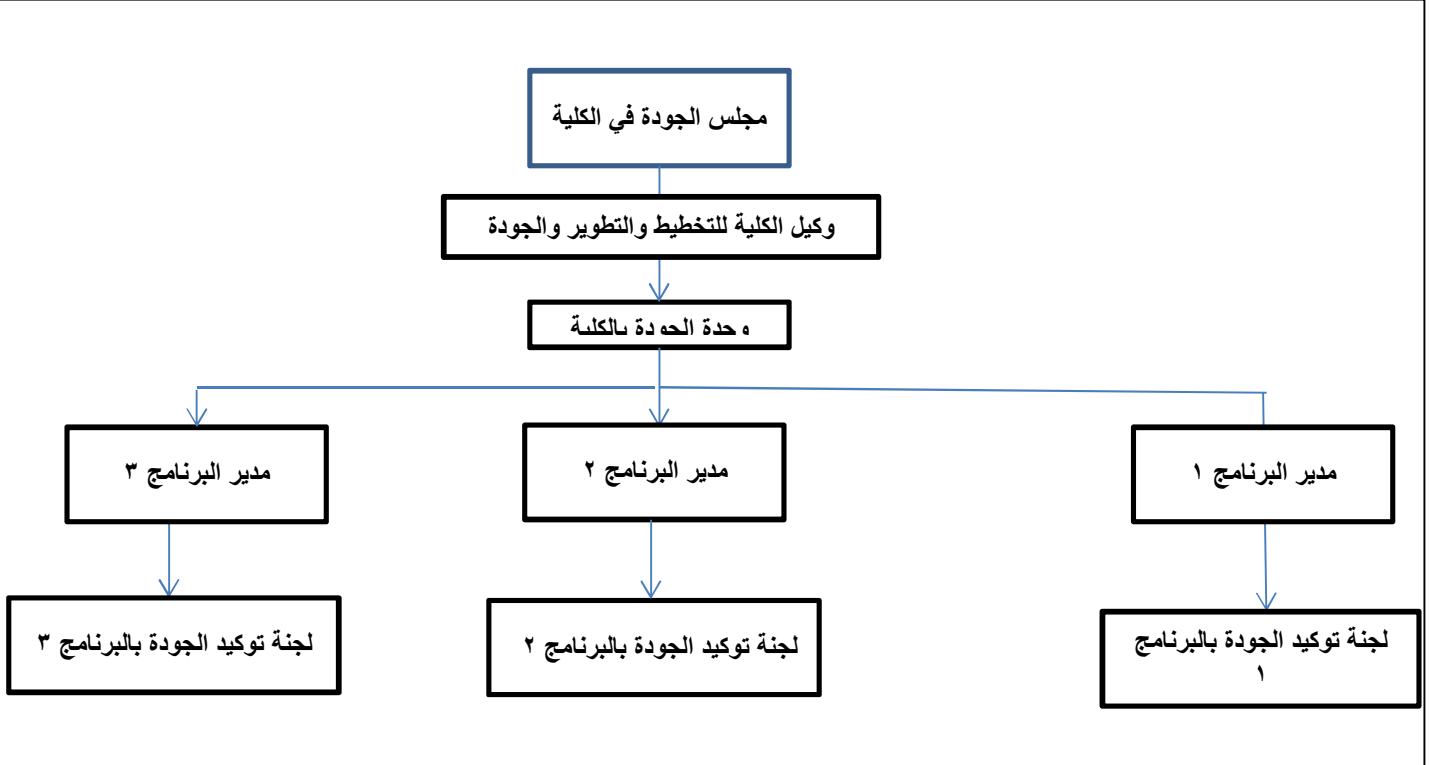 مجلس الجودة في الكلية
وكيل الكلية للتخطيط والتطوير والجودة
وحدة الجودة بالكلية
مدير البرنامج ١
مدير البرنامج ٢
مدير البرنامج ٣
لجنة توكيد الجودة بالبرنامج
١
لجنة توكيد الجودة بالبرنامج ٢
لجنة توكيد الجودة بالبرنامج ٣